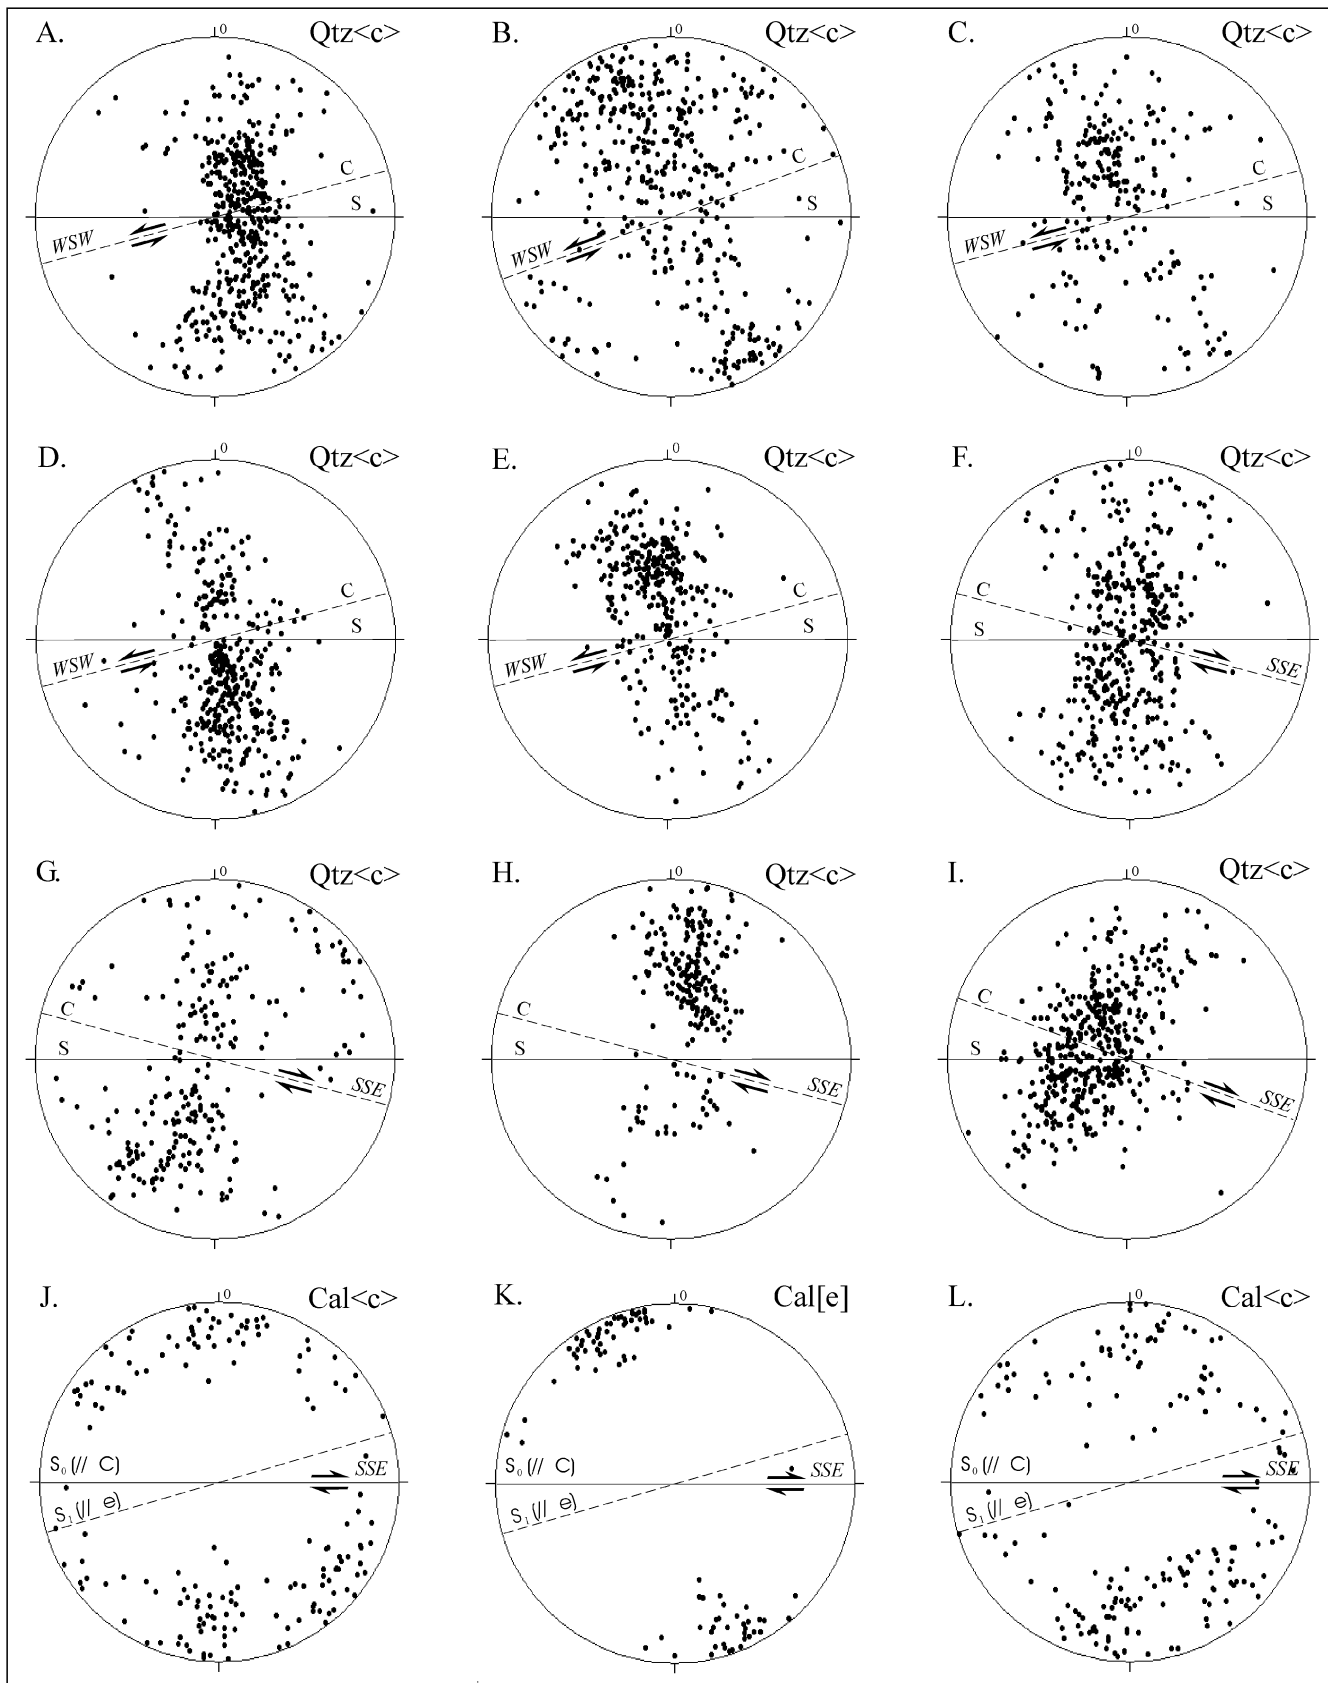 A. 0 Qtz<c>
B. 0 Qtz<c>
C. 0 Qtz<c>
C
S
WSW
C
S
WSW
C
S
WSW
D. 0 Qtz<c>
E. 0 Qtz<c>
F. 0 Qtz<c>
C
S
WSW
C
S
WSW
C
S
SSE
G. 0 Qtz<c>
H. 0 Qtz<c>
I. 0 Qtz<c>
C
S
SSE
C
S
SSE
C
S
SSE
J. 0 Cal<c>
K. 0 Cal[e]
L. 0 Cal<c>
S₀ (// C) SSE
S₁ (// e)
S₀ (// C) SSE
S₁ (// e)
S₀ (// C) SSE
S₁ (// e)